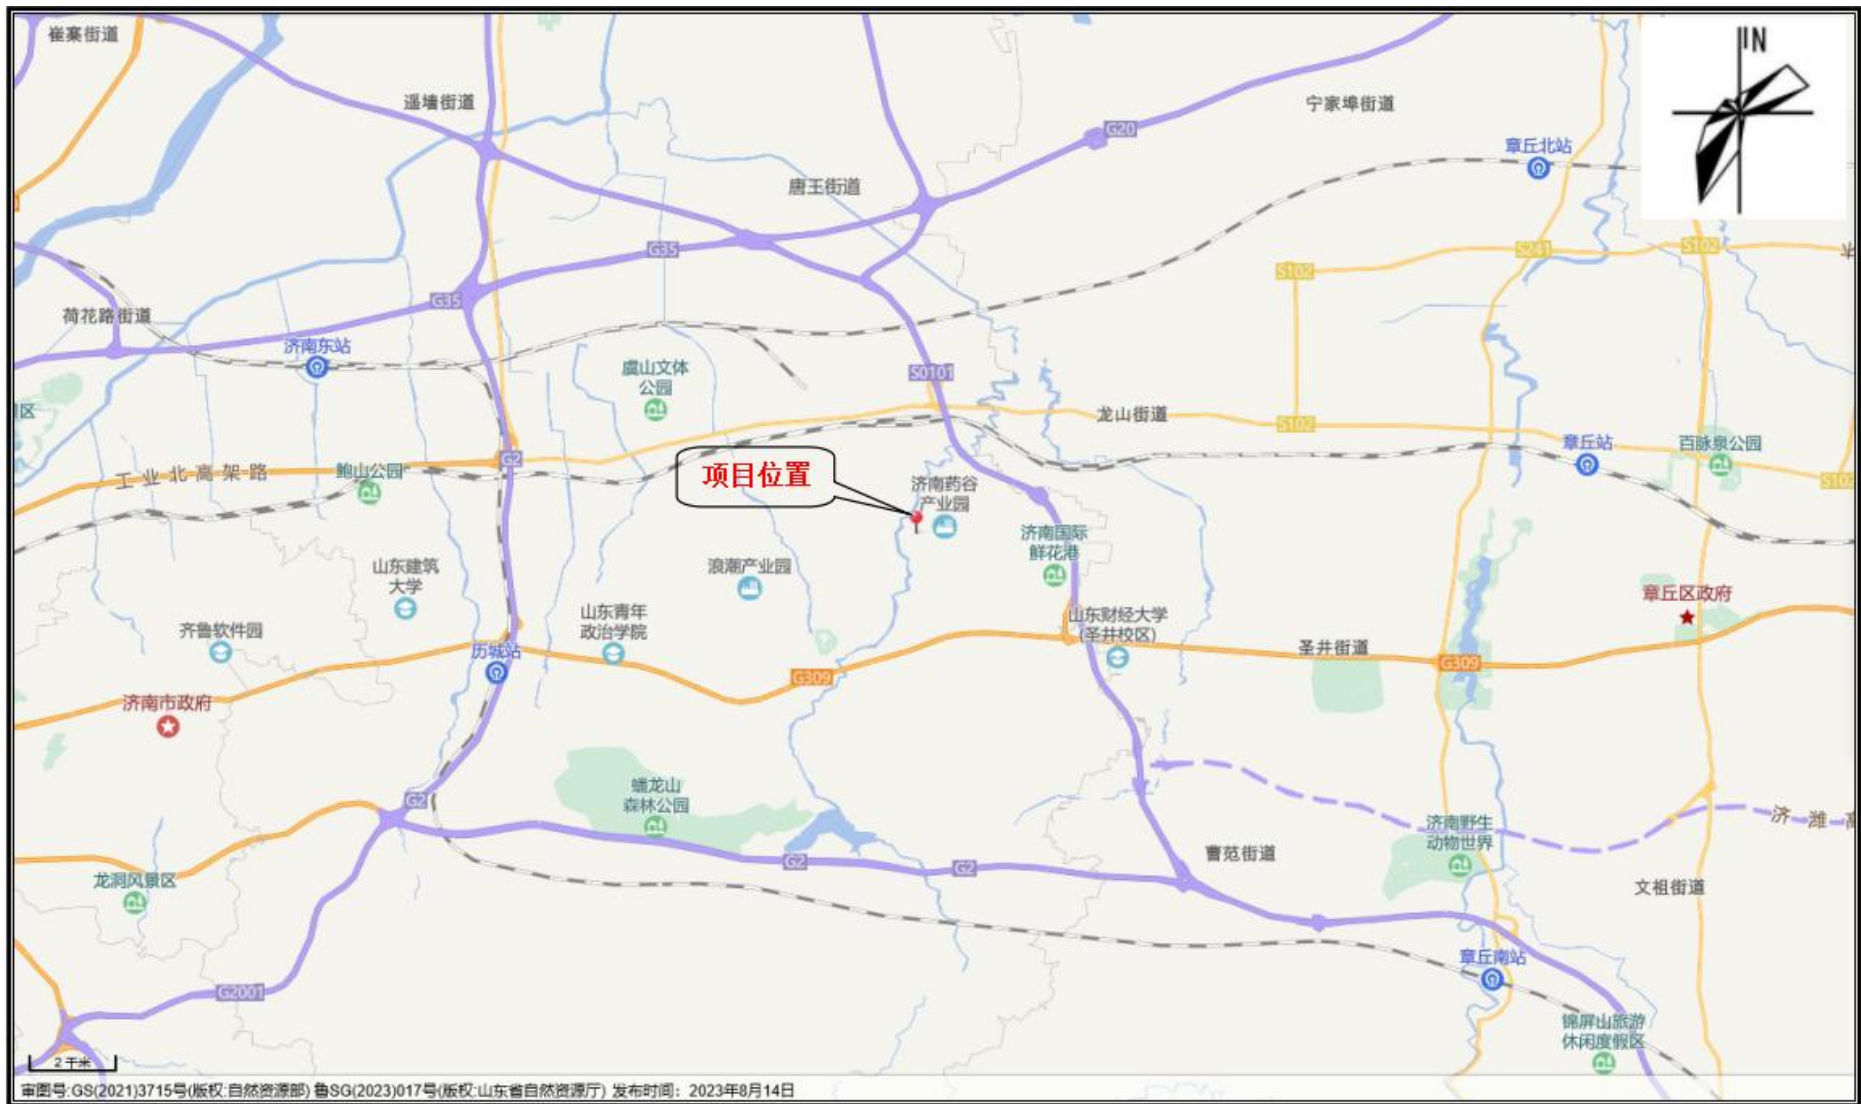 崔寨街道
IN
遥墙街道
宁家埠街道
G20
章丘北站
唐王街道
G35
S241
S102
S102
G35
荷花路街道
济南东站
虞山文体
公园
S0101
龙山街道
S102
区
工业北高架路
鲍山公园
G2
项目位置
济南药谷
产业园
章丘站
百脉泉公园
S102
济南国际
鲜花港
山东建筑
大学
浪潮产业园
章丘区政府
山东青年
政治学院
山东财经大学
(圣井校区)
齐鲁软件园
历城站
圣井街道
G309
G309
济南市政府
蟠龙山
森林公园
G2
济南野生
动物世界
济潍高
曹范街道
G2
G2
龙洞风景区
文祖街道
章丘南站
G2001
锦屏山旅游
休闲度假区
2千米
审图号:GS(2021)3715号(版权:自然资源部) 鲁SG(2023)017号(版权:山东省自然资源厅) 发布时间：2023年8月14日